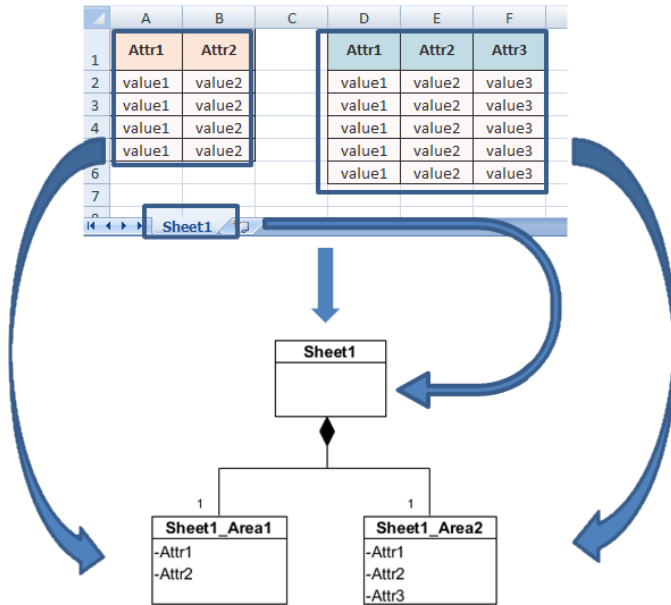 A B C D E F
1 Attr1 Attr2 Attr1 Attr2 Attr3
2 value1 value2 value1 value2 value3
3 value1 value2 value1 value2 value3
4 value1 value2 value1 value2 value3
5 value1 value2 value1 value2 value3
6 value1 value2 value3
7
Sheet1
Sheet1
1 1
Sheet1_Area1 Sheet1_Area2
-Attr1 -Attr1
-Attr2 -Attr2
-Attr3